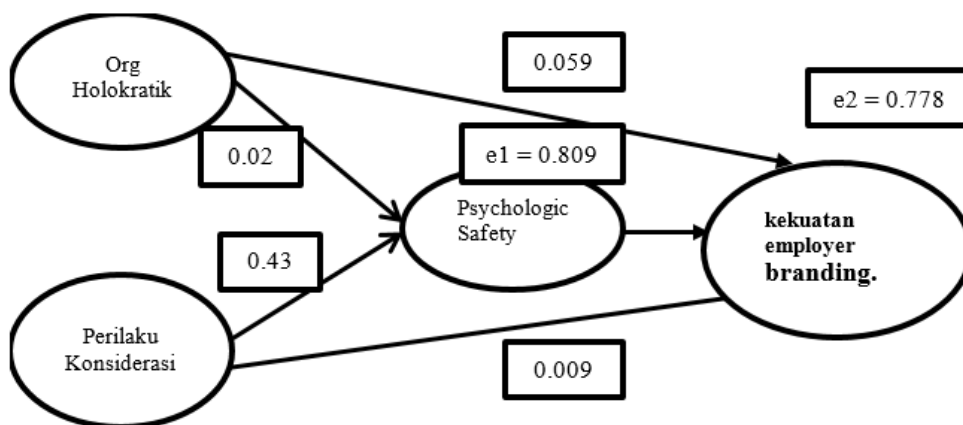 Org
Holokratik
0.059
e2 = 0.778
0.02
e1 = 0.809
Psychologic
Safety
kekuatan
employer
branding.
0.43
Perilaku
Konsiderasi
0.009